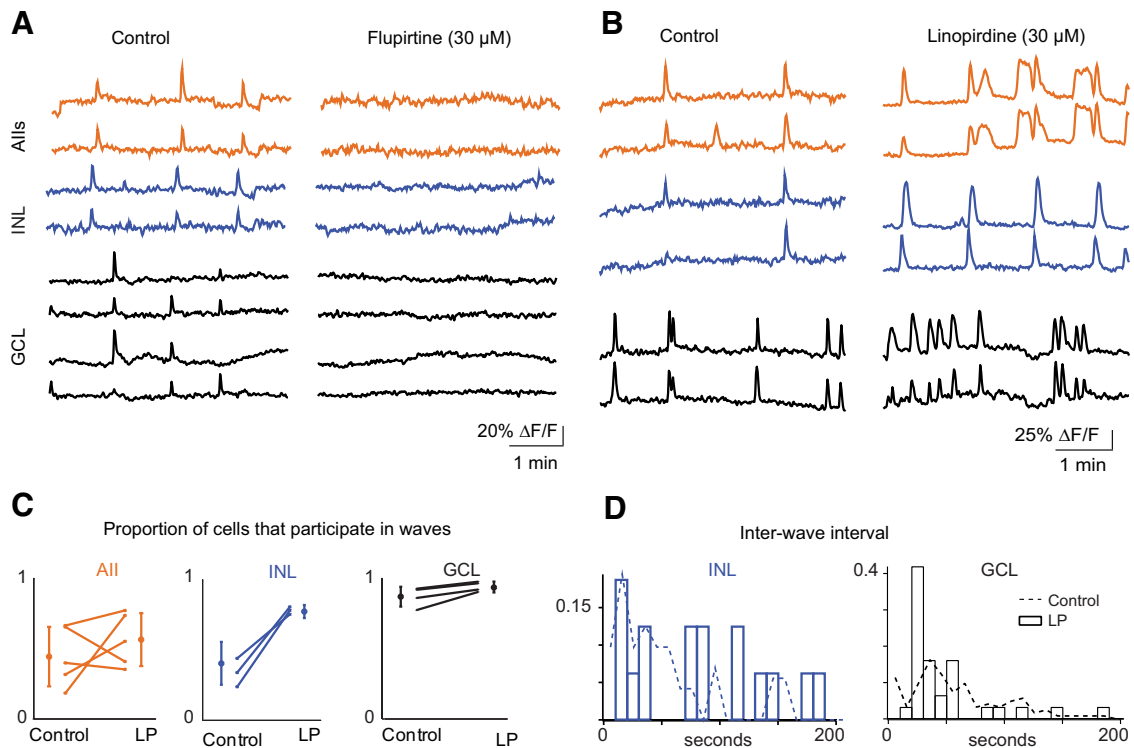 A
Control
Flupirtine (30 µM)
AIIs
INL
GCL
20% ΔF/F
1 min
B
Control
Linopirdine (30 µM)
25% ΔF/F
1 min
C
Proportion of cells that participate in waves
AII
1
0
Control
LP
INL
1
0
Control
LP
GCL
1
0
Control
LP
D
Inter-wave interval
INL
0.15
0
seconds
200
GCL
0.4
Control
LP
0
seconds
200